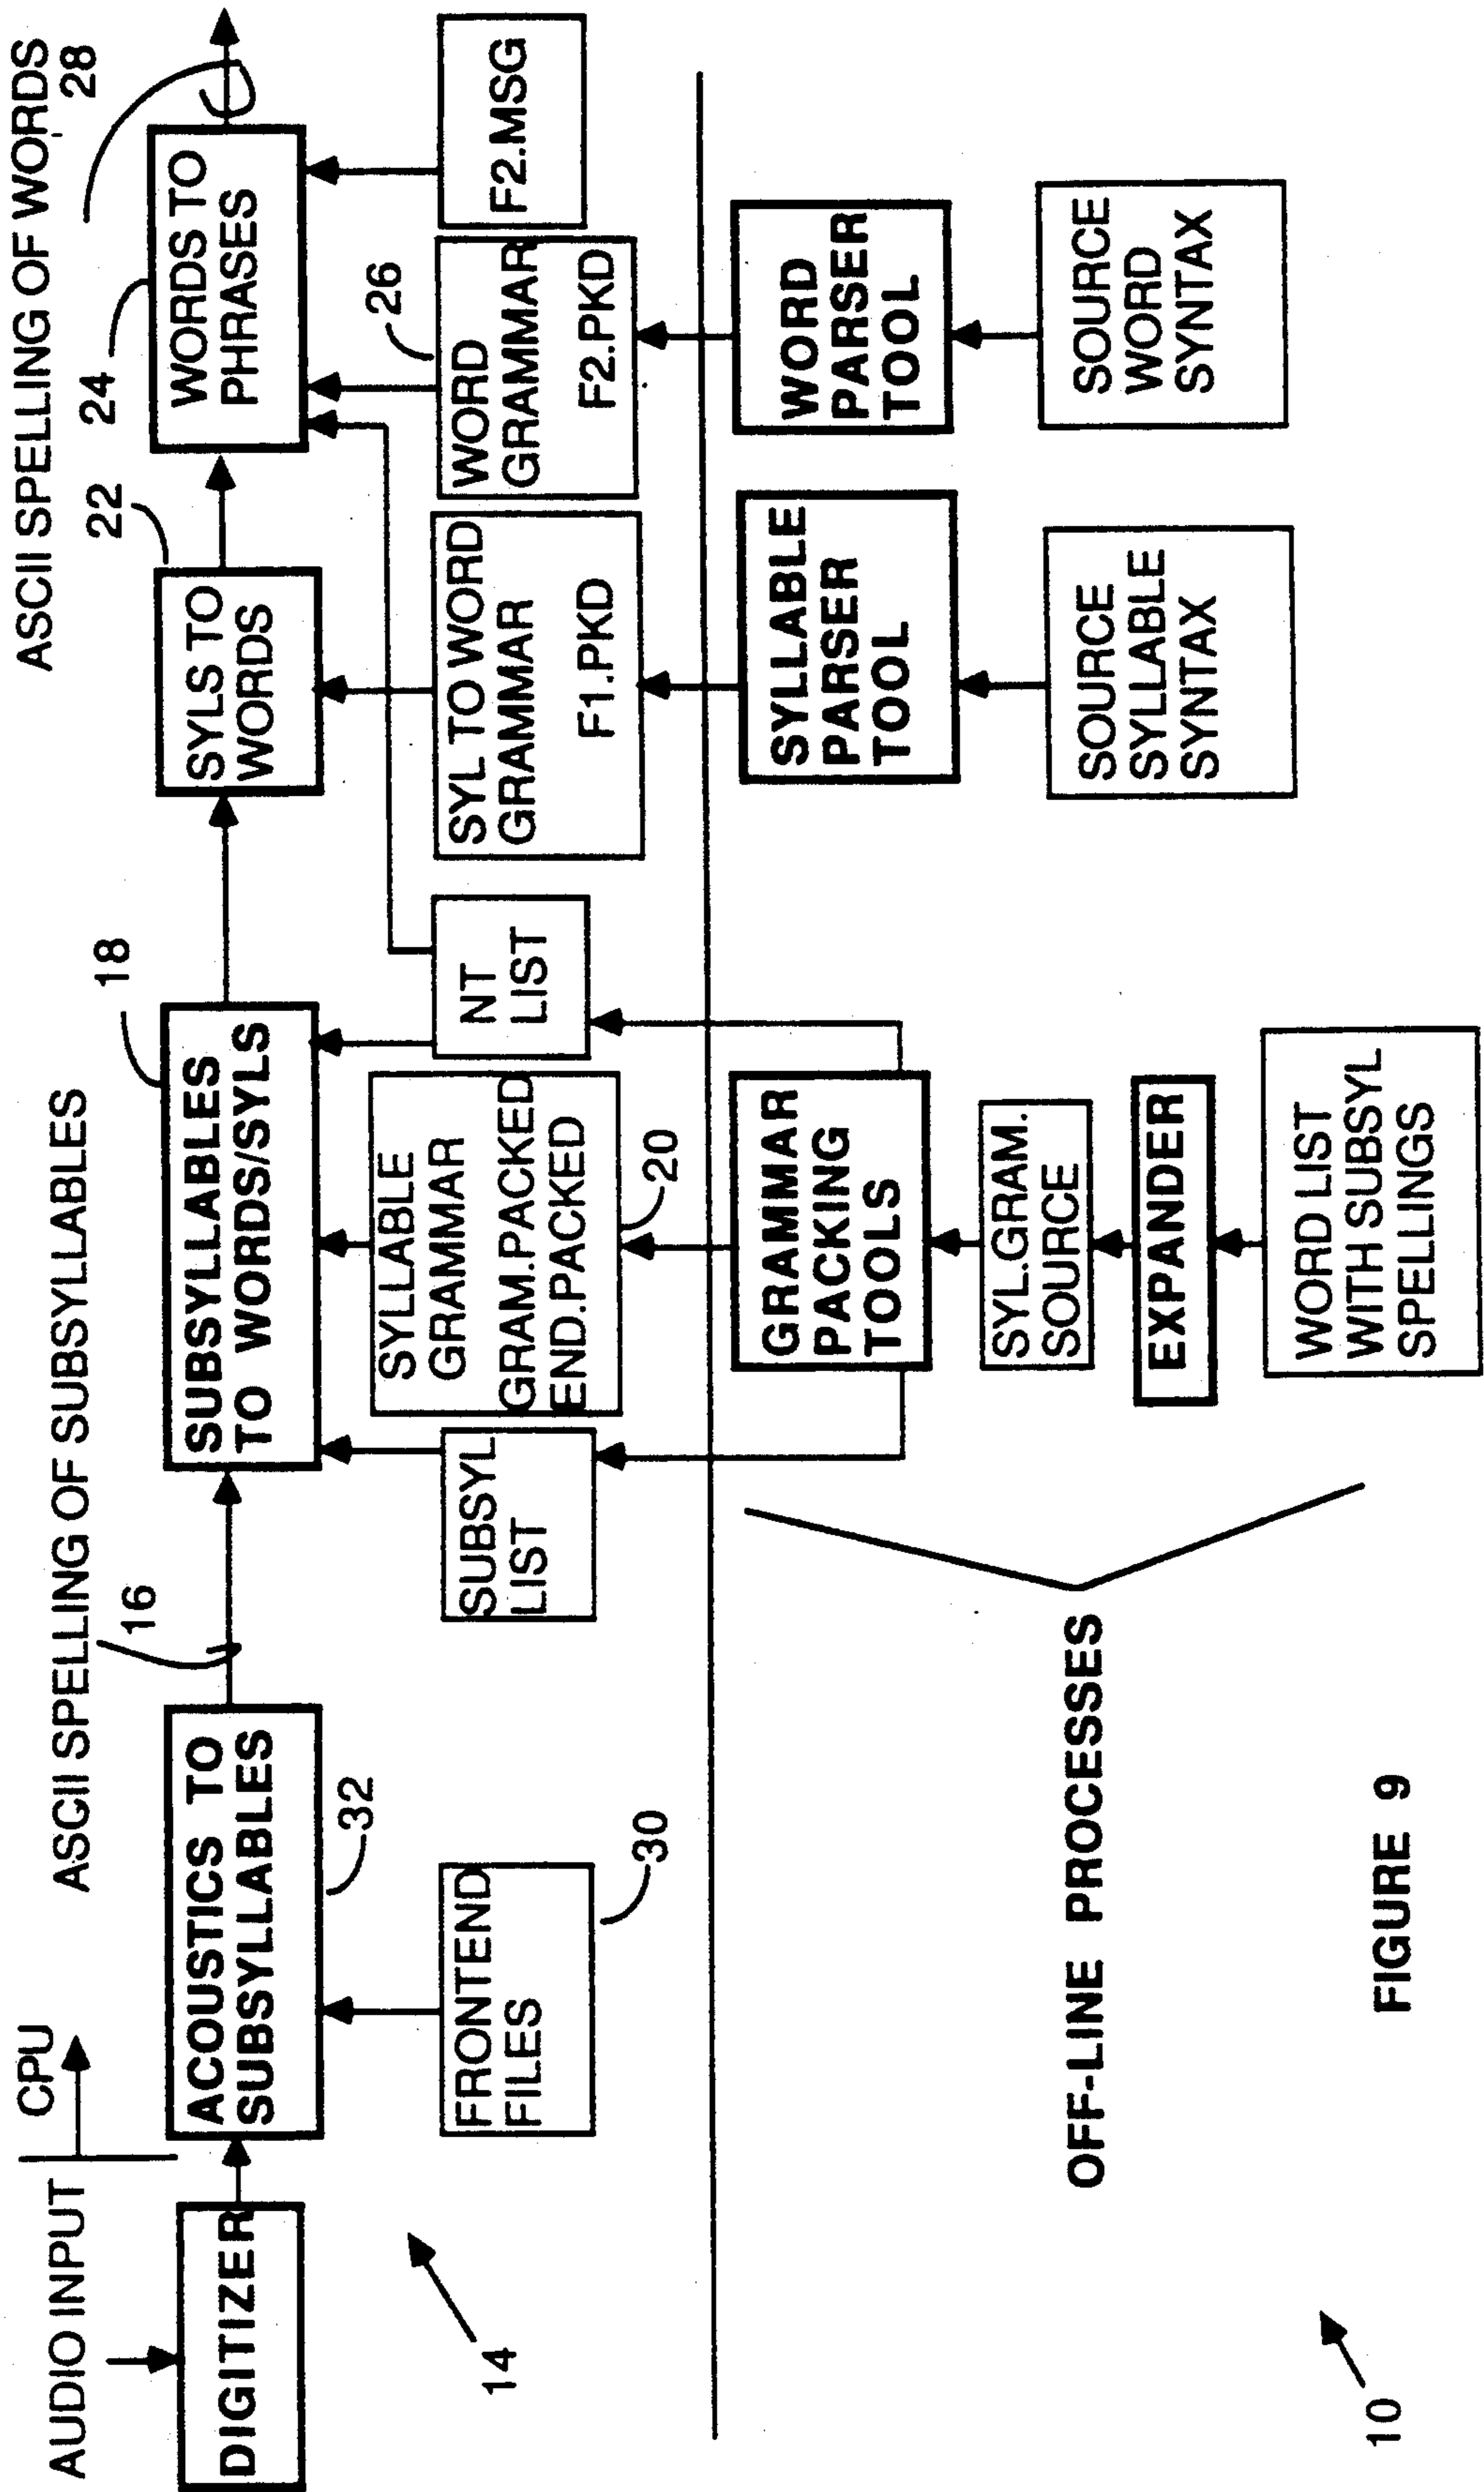 AUDIO INPUT
CPU
ASCII SPELLING OF SUBSYLLABLES
16
ASCII SPELLING OF WORDS
28
DIGITIZER
ACOUSTICS TO
SUBSYLLABLES
32
SUBSYLLABLES
TO WORDS/SYLS
18
SYLS TO
WORDS
22
WORDS TO
PHRASES
24
14
FRONTEND
FILES
30
SUBSYL
LIST
SYLLABLE
GRAMMAR
GRAM.PACKED
END.PACKED
20
NT
LIST
SYL TO WORD
GRAMMAR
F1.PKD
WORD
GRAMMAR
F2.PKD
26
F2.MSG
OFF-LINE PROCESSES
GRAMMAR
PACKING
TOOLS
SYL.GRAM.
SOURCE
EXPANDER
WORD LIST
WITH SUBSYL
SPELLINGS
SYLLABLE
PARSER
TOOL
SOURCE
SYLLABLE
SYNTAX
WORD
PARSER
TOOL
SOURCE
WORD
SYNTAX
10
FIGURE 9